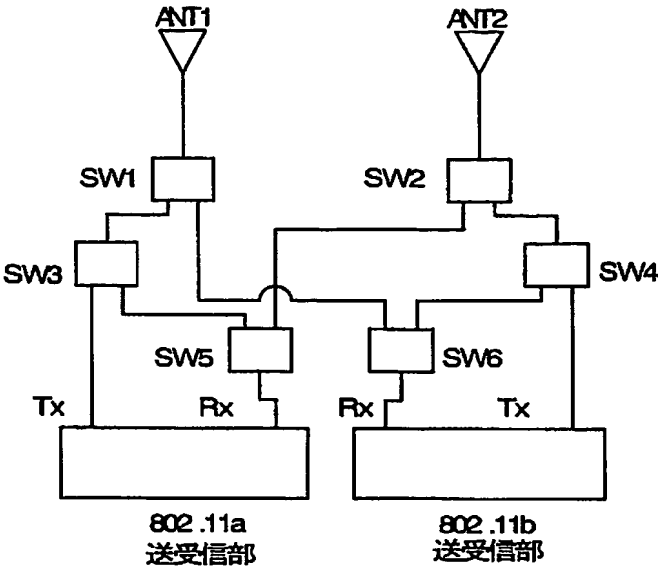 ANT1
ANT2
SW1
SW2
SW3
SW4
SW5
SW6
Tx
Rx
Rx
Tx
802.11a
送受信部
802.11b
送受信部